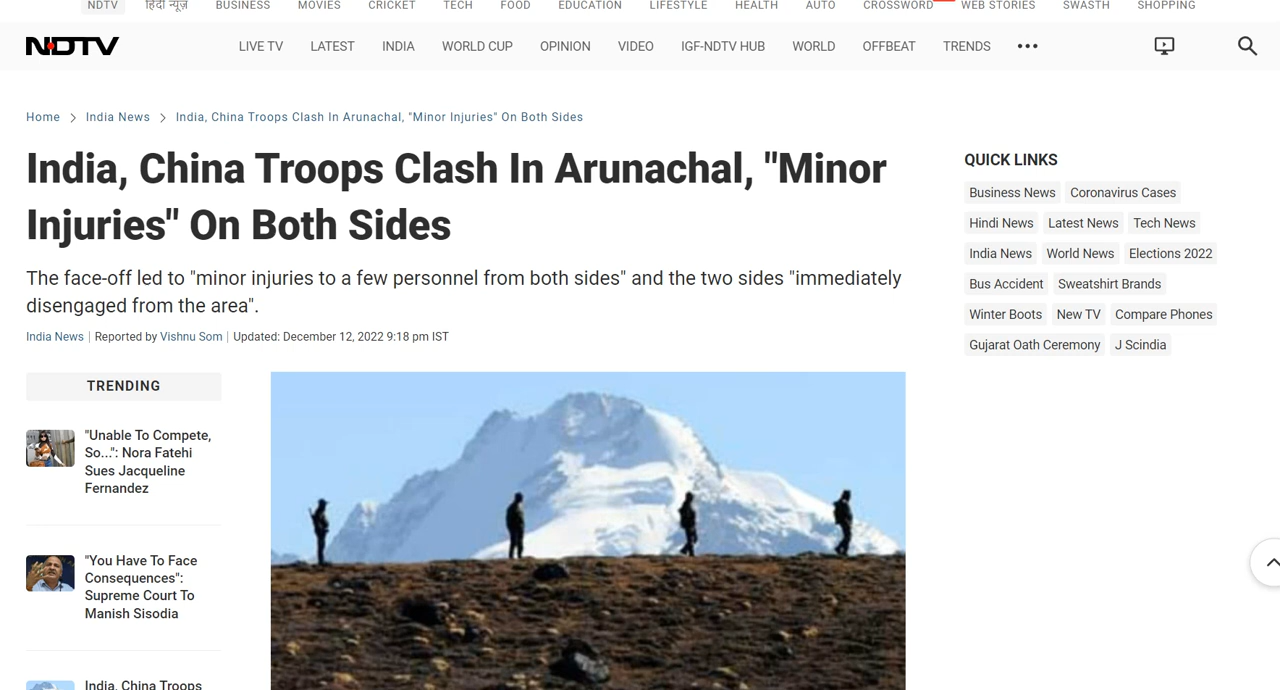 NDTV हिंदी न्यूज़ BUSINESS MOVIES CRICKET TECH FOOD EDUCATION LIFESTYLE HEALTH AUTO CROSSWORD WEB STORIES SWASTH SHOPPING
NDTV LIVE TV LATEST INDIA WORLD CUP OPINION VIDEO IGF-NDTV HUB WORLD OFFBEAT TRENDS
Home India News India, China Troops Clash In Arunachal, "Minor Injuries" On Both Sides
India, China Troops Clash In Arunachal, "Minor
Injuries" On Both Sides
The face-off led to "minor injuries to a few personnel from both sides" and the two sides "immediately
disengaged from the area".
India News | Reported by Vishnu Som | Updated: December 12, 2022 9:18 pm IST
TRENDING
"Unable To Compete,
So...": Nora Fatehi
Sues Jacqueline
Fernandez
"You Have To Face
Consequences":
Supreme Court To
Manish Sisodia
India, China Troops
QUICK LINKS
Business News Coronavirus Cases
Hindi News Latest News Tech News
India News World News Elections 2022
Bus Accident Sweatshirt Brands
Winter Boots New TV Compare Phones
Gujarat Oath Ceremony J Scindia